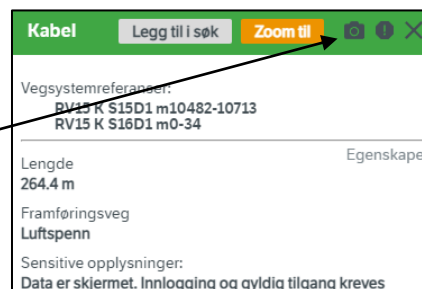 Kabel
Legg til i søk
Zoom til
Vegsystemreferanser:
RV15 K S15D1 m10482-10713
RV15 K S16D1 m0-34
Egenskape
Lengde
264.4 m
Framføringsveg
Luftspenn
Sensitive opplysninger:
Data er skjermet. Innlogging og gyldig tilgang kreves